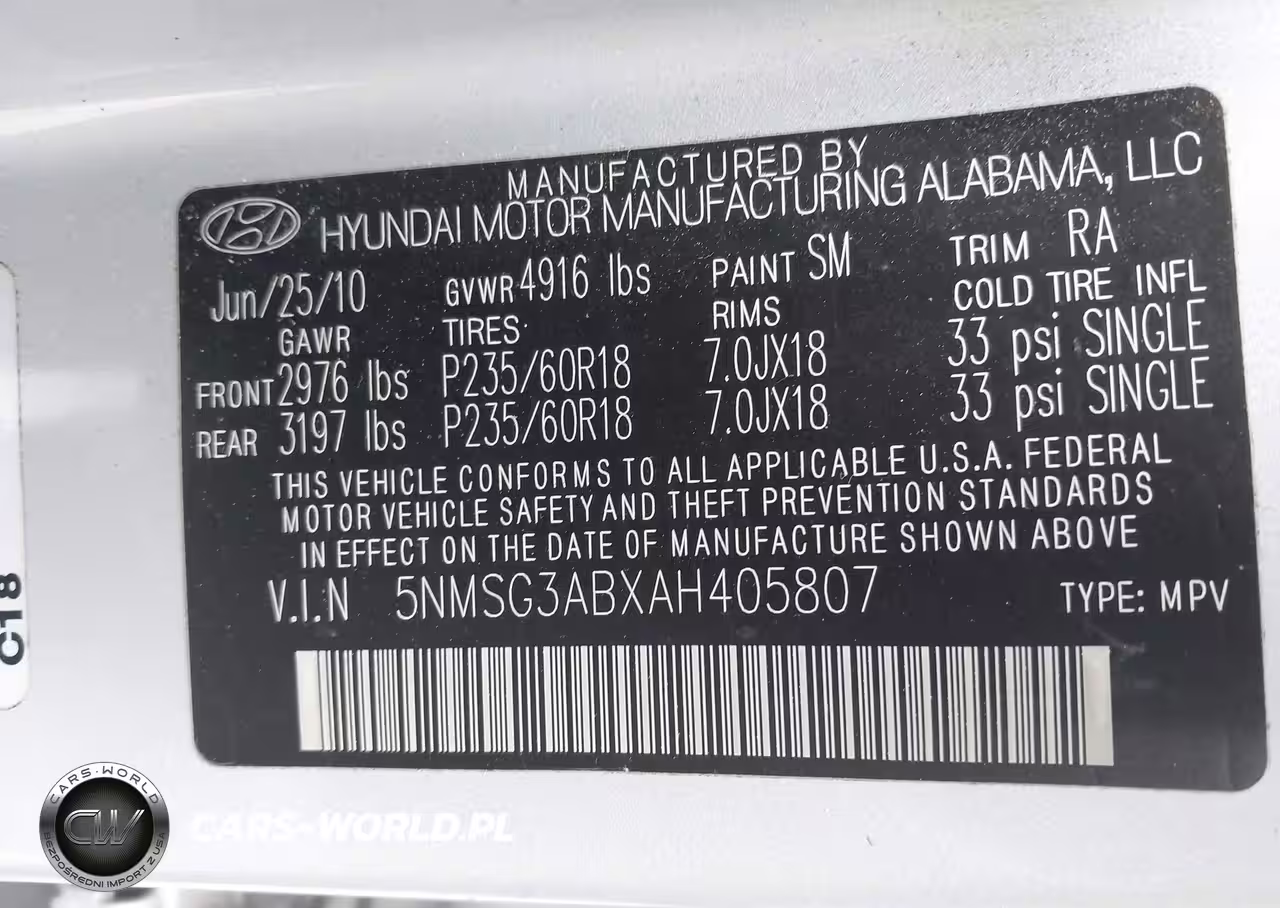 MANUFACTURED BY
HYUNDAI MOTOR MANUFACTURING ALABAMA, LLC
Jun/25/10 GVWR 4916 lbs PAINT SM TRIM RA
GAWR TIRES RIMS COLD TIRE INFL
FRONT 2976 lbs P235/60R18 7.0JX18 33 psi SINGLE
REAR 3197 lbs P235/60R18 7.0JX18 33 psi SINGLE
THIS VEHICLE CONFORMS TO ALL APPLICABLE U.S.A. FEDERAL
MOTOR VEHICLE SAFETY AND THEFT PREVENTION STANDARDS
IN EFFECT ON THE DATE OF MANUFACTURE SHOWN ABOVE
V.I.N 5NMSG3ABXAH405807 TYPE: MPV
C18
CARS-WORLD
CW
BEZPOŚREDNI IMPORT Z USA
CARS-WORLD.PL